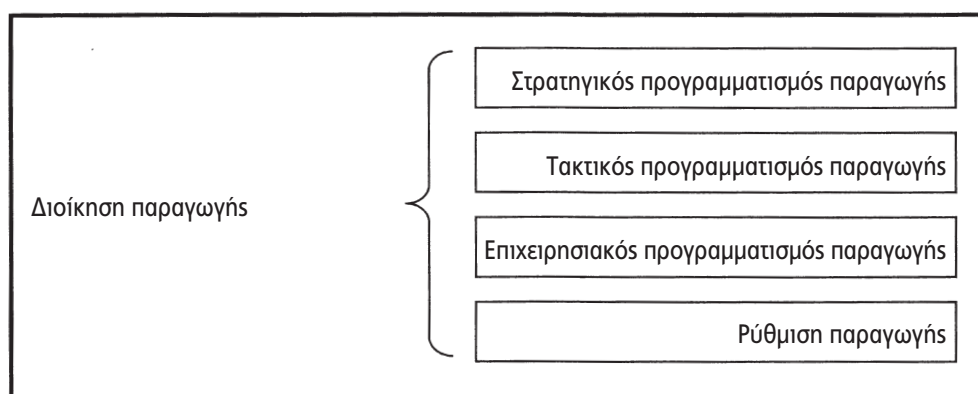 Στρατηγικός προγραμματισμός παραγωγής
Τακτικός προγραμματισμός παραγωγής
Διοίκηση παραγωγής
Επιχειρησιακός προγραμματισμός παραγωγής
Ρύθμιση παραγωγής